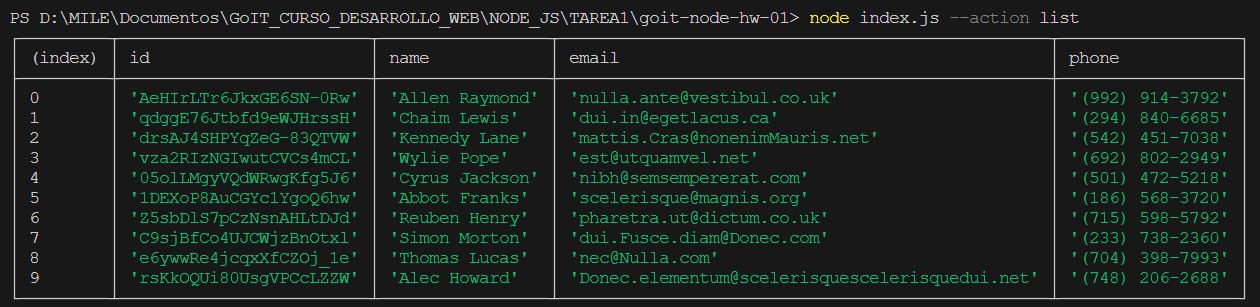 PS D:\MILE\Documentos\GoIT_CURSO_DESARROLLO_WEB\NODE_JS\TAREA1\goit-node-hw-01> node index.js --action list
(index) id name email phone
0 'AeHIrLTr6JkxGE6SN-0Rw' 'Allen Raymond' 'nulla.ante@vestibul.co.uk' '(992) 914-3792'
1 'qdggE76Jtbfd9eWJHrssH' 'Chaim Lewis' 'dui.in@egetlacus.ca' '(294) 840-6685'
2 'drsAJ4SHPYqZeG-83QTVW' 'Kennedy Lane' 'mattis.Cras@nonenimMauris.net' '(542) 451-7038'
3 'vza2RIzNGIwutCVCs4mCL' 'Wylie Pope' 'est@utquamvel.net' '(692) 802-2949'
4 '05olLMgyVQdWRwgKfg5J6' 'Cyrus Jackson' 'nibh@semsempererat.com' '(501) 472-5218'
5 '1DEXoP8AuCGYc1YgoQ6hw' 'Abbot Franks' 'scelerisque@magnis.org' '(186) 568-3720'
6 'Z5sbDlS7pCzNsnAHLtDJd' 'Reuben Henry' 'pharetra.ut@dictum.co.uk' '(715) 598-5792'
7 'C9sjBfCo4UJCWjzBnOtxl' 'Simon Morton' 'dui.Fusce.diam@Donec.com' '(233) 738-2360'
8 'e6ywwRe4jcqxXfCZOj_1e' 'Thomas Lucas' 'nec@Nulla.com' '(704) 398-7993'
9 'rsKkOQUi80UsgVPCcLZZW' 'Alec Howard' 'Donec.elementum@scelerisquescelerisquedui.net' '(748) 206-2688'